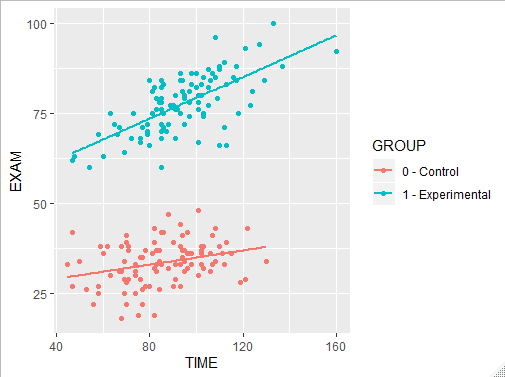 100
75
50
25
EXAM
40 80 120 160
TIME
GROUP
0 - Control
1 - Experimental